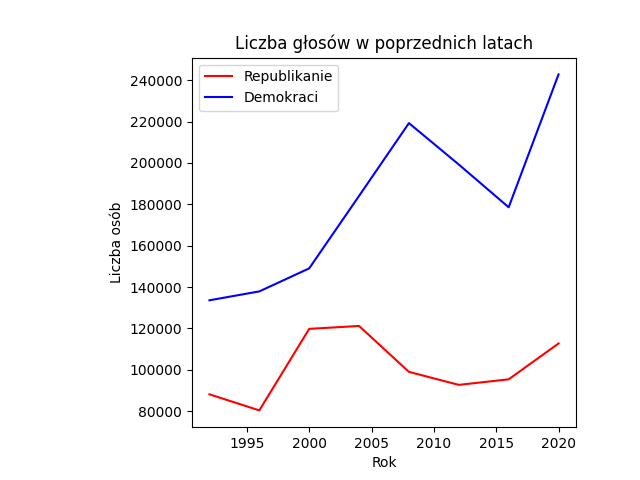 Liczba głosów w poprzednich latach
Republikanie
Demokraci
240000
220000
200000
180000
160000
140000
120000
100000
80000
Liczba osób
1995 2000 2005 2010 2015 2020
Rok